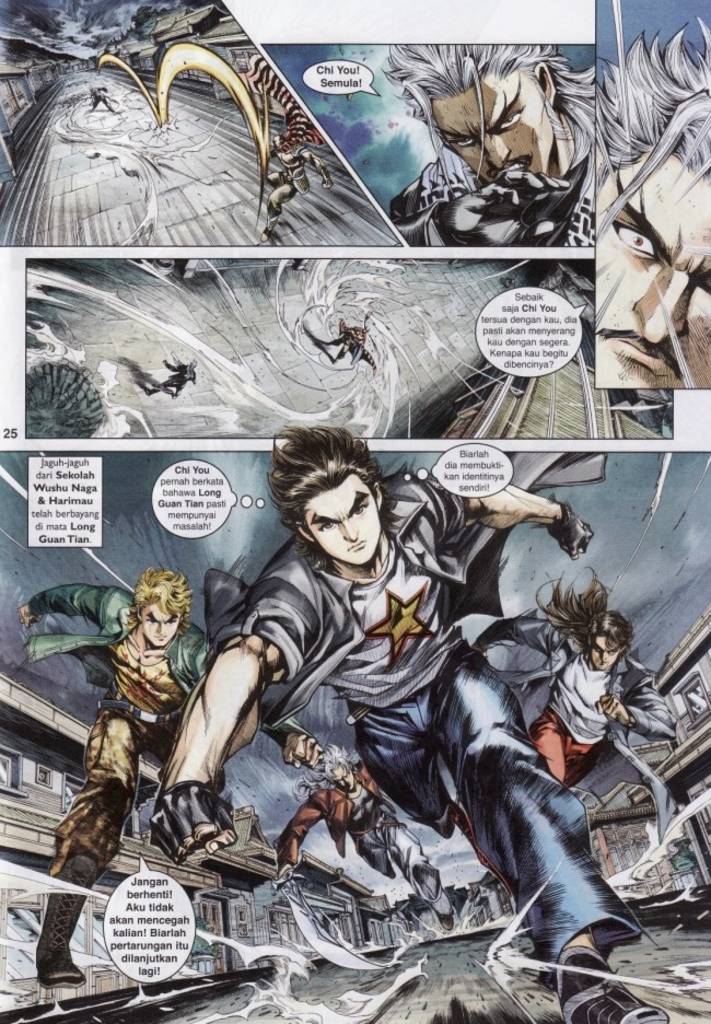 Chi You!
Semula!
Sebaik
saja Chi You
tersua dengan kau, dia
pasti akan menyerang
kau dengan segera.
Kenapa kau begitu
dibencinya?
25
Jaguh-jaguh
dari Sekolah
Wushu Naga
& Harimau
telah berbayang
di mata Long
Guan Tian.
Chi You
pernah berkata
bahawa Long
Guan Tian pasti
mempunyai
masalah!
Biarlah
dia membukti-
kan identitinya
sendiri!
Jangan
berhenti!
Aku tidak
akan mencegah
kalian! Biarlah
pertarungan itu
dilanjutkan
lagi!